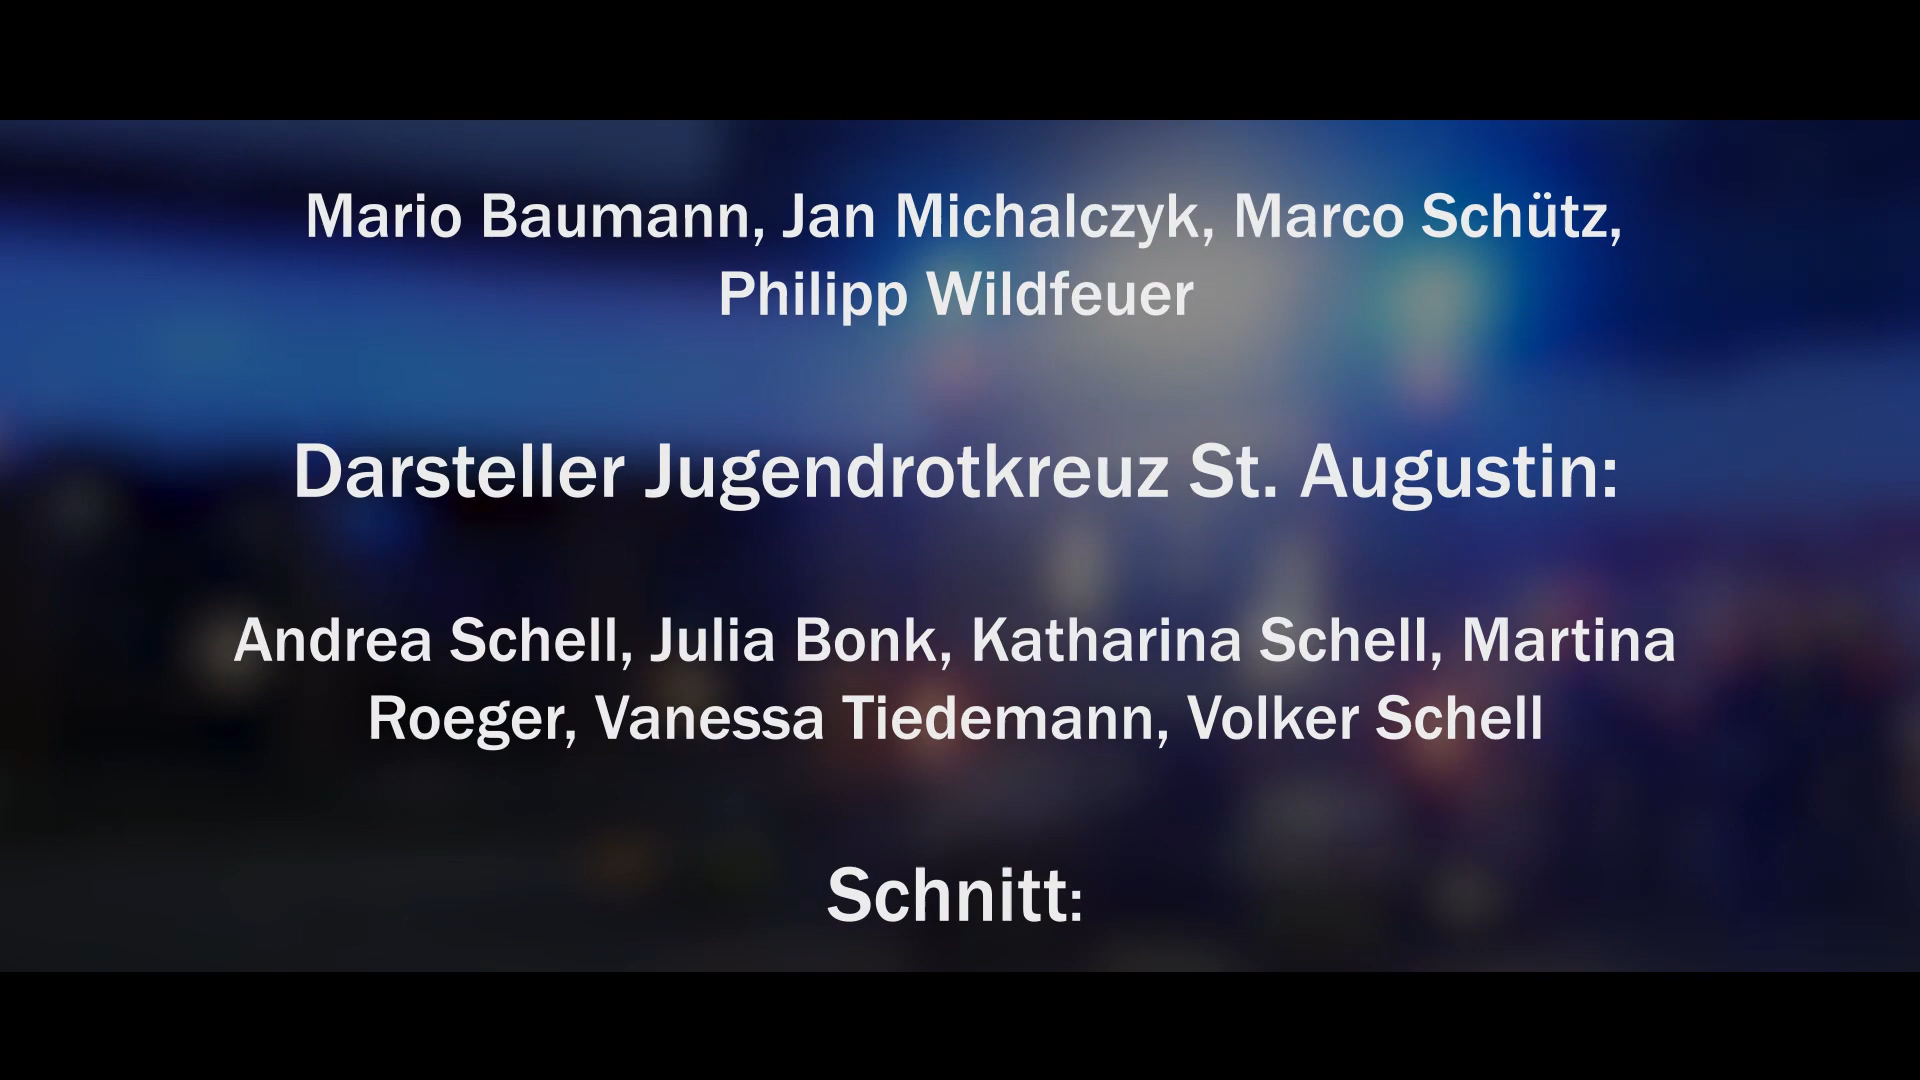 Mario Baumann, Jan Michalczyk, Marco Schütz,
Philipp Wildfeuer
Darsteller Jugendrotkreuz St. Augustin:
Andrea Schell, Julia Bonk, Katharina Schell, Martina
Roeger, Vanessa Tiedemann, Volker Schell
Schnitt: